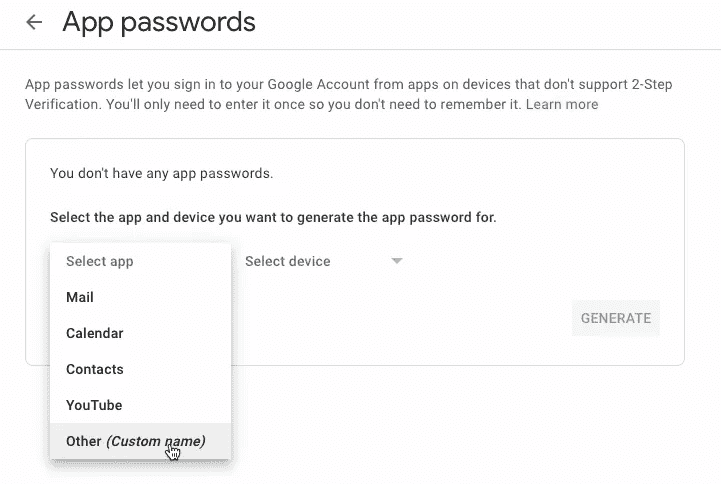 App passwords
App passwords let you sign in to your Google Account from apps on devices that don't support 2-Step
Verification. You'll only need to enter it once so you don't need to remember it. Learn more
You don't have any app passwords.
Select the app and device you want to generate the app password for.
Select app
Select device
Mail
Calendar
Contacts
YouTube
Other (Custom name)
GENERATE